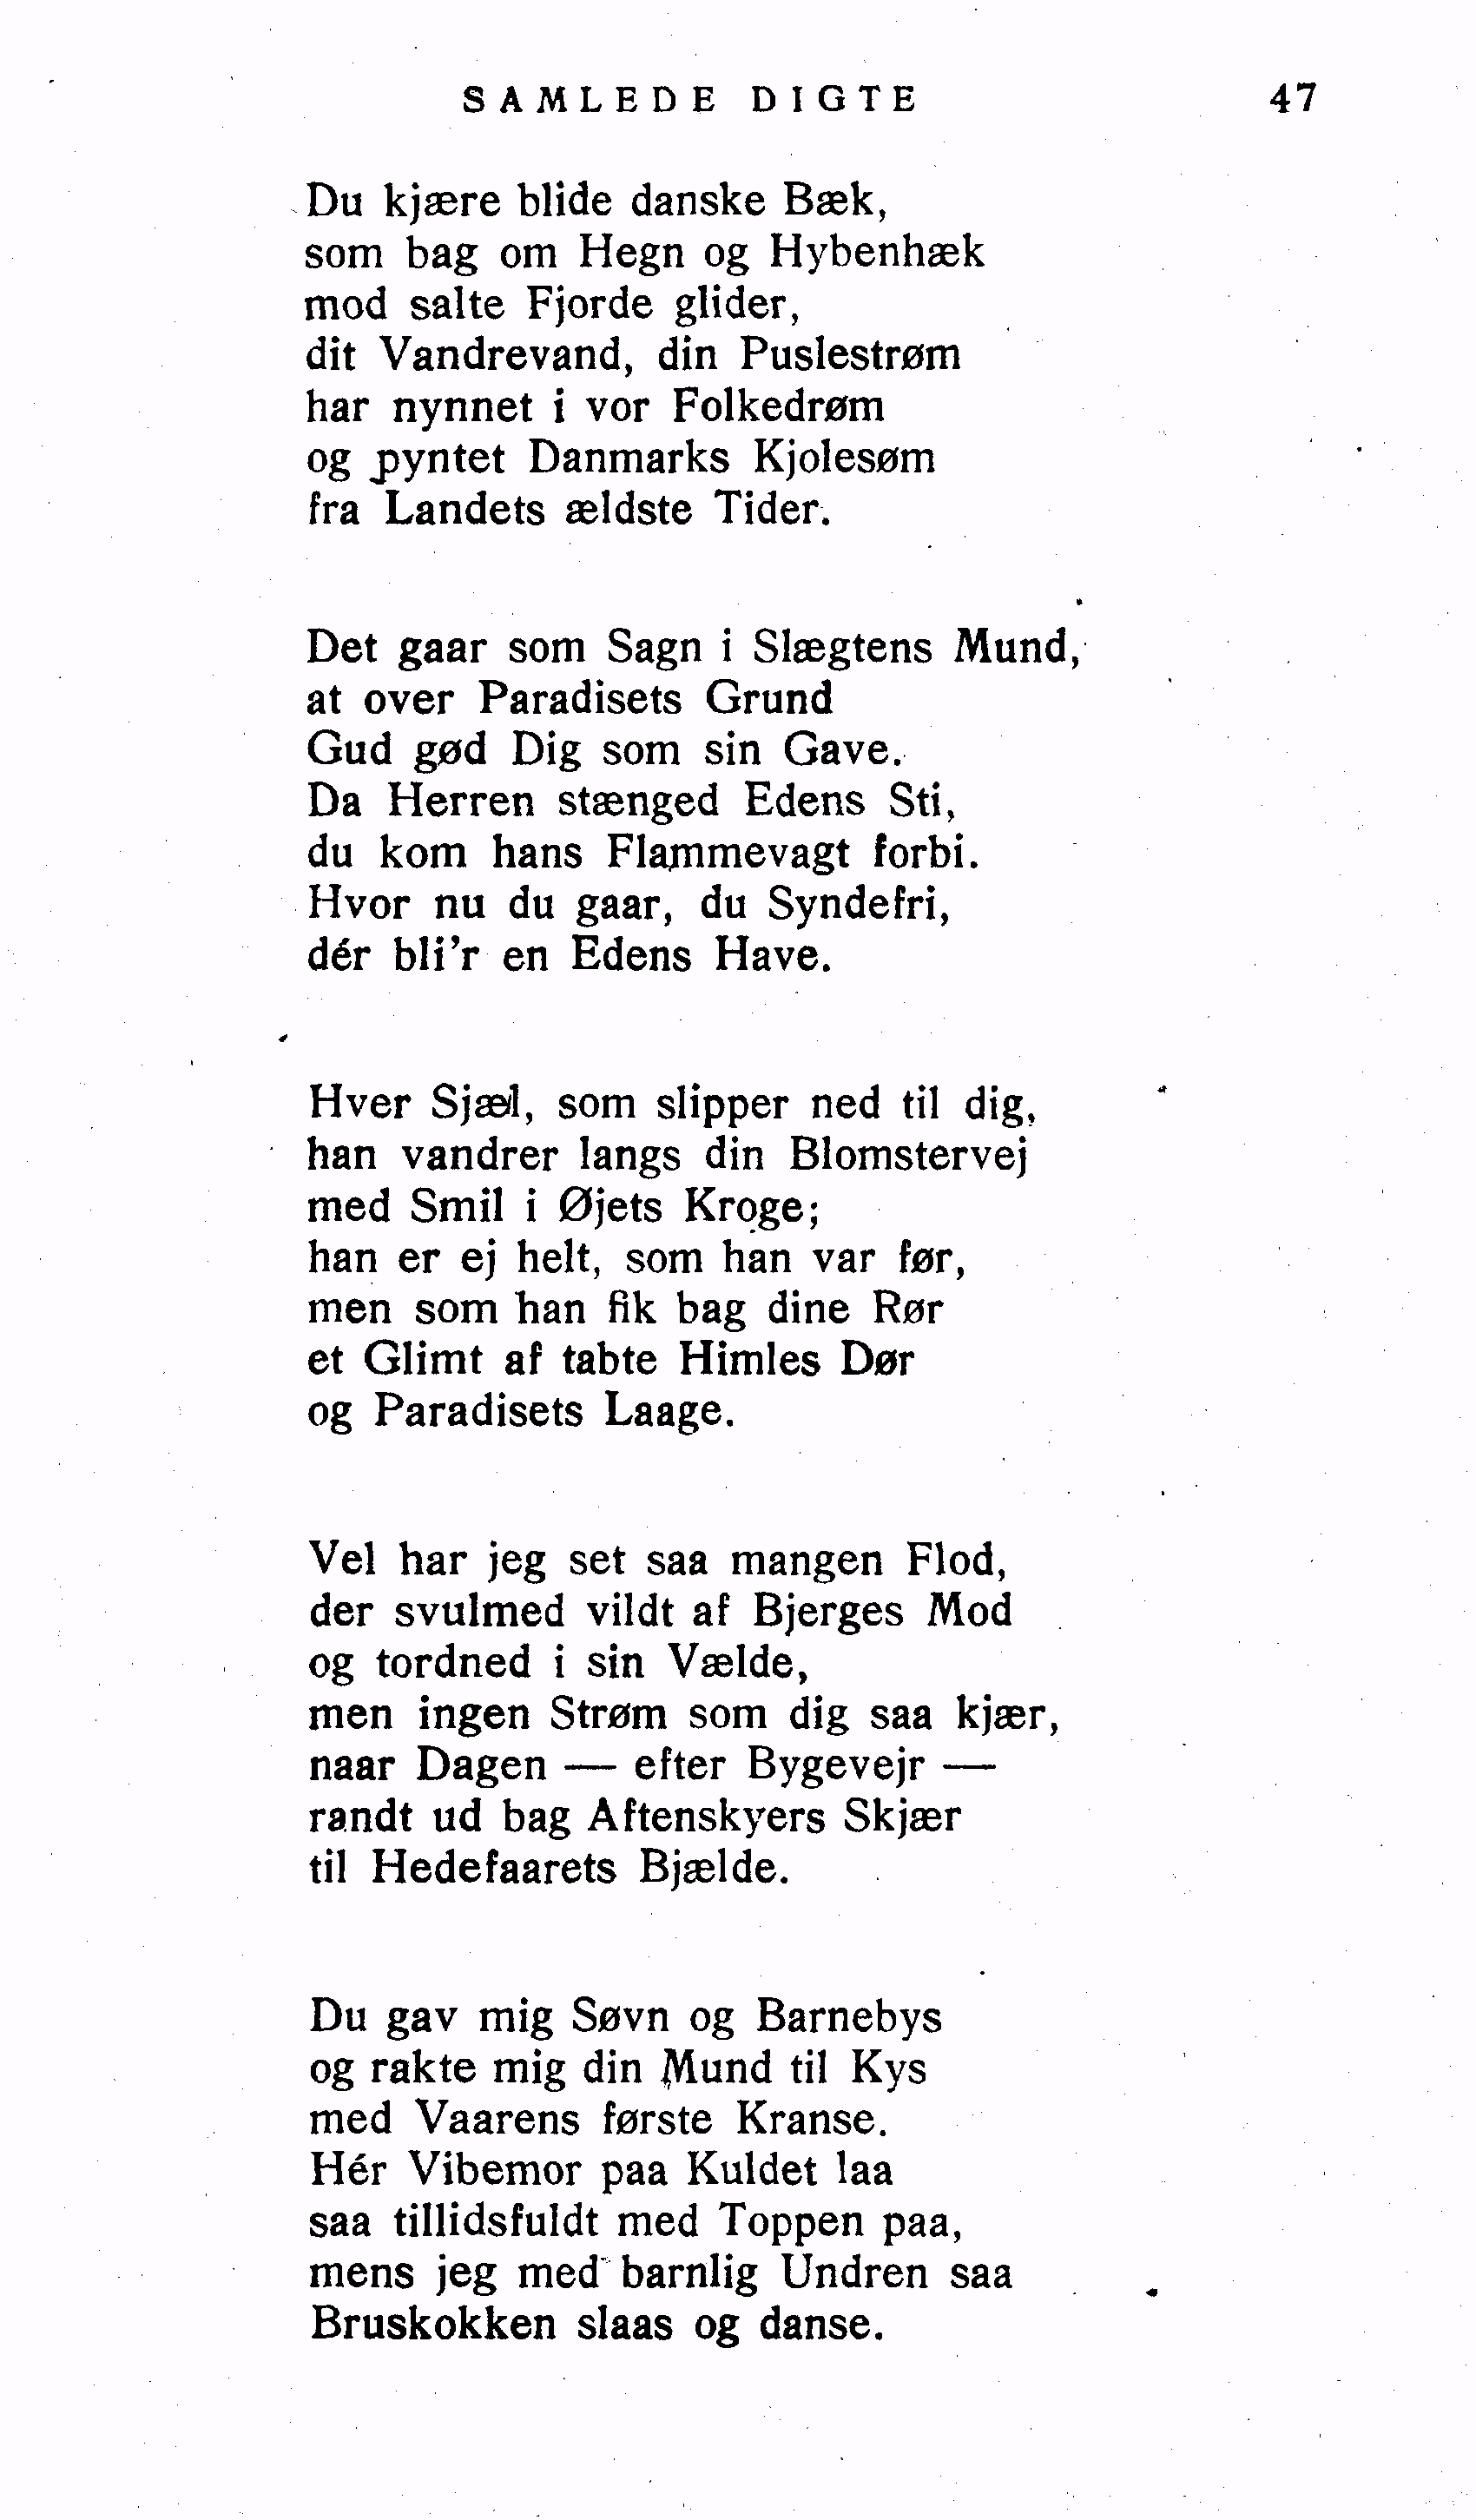 SAMLEDE DIGTE 47
Du kjære blide danske Bæk,
som bag om Hegn og Hybenhæk
mod salte Fjorde glider,
dit Vandrevand, din Puslestrøm
har nynnet i vor Folkedrøm
og pyntet Danmarks Kjolesøm
fra Landets ældste Tider.
Det gaar som Sagn i Slægtens Mund,
at over Paradisets Grund
Gud gød Dig som sin Gave.
Da Herren stænged Edens Sti,
du kom hans Flammevagt forbi.
Hvor nu du gaar, du Syndefri,
dér bli'r en Edens Have.
Hver Sjæl, som slipper ned til dig,
han vandrer langs din Blomstervej
med Smil i Øjets Kroge;
han er ej helt, som han var før,
men som han fik bag dine Rør
et Glimt af tabte Himles Dør
og Paradisets Laage.
Vel har jeg set saa mangen Flod,
der svulmed vildt af Bjerges Mod
og tordned i sin Vælde,
men ingen Strøm som dig saa kjær,
naar Dagen — efter Bygevejr —
randt ud bag Aftenskyers Skjær
til Hedefaarets Bjælde.
Du gav mig Søvn og Barnebys
og rakte mig din Mund til Kys
med Vaarens første Kranse.
Hér Vibemor paa Kuldet laa
saa tillidsfuldt med Toppen paa,
mens jeg med barnlig Undren saa
Bruskokken slaas og danse.